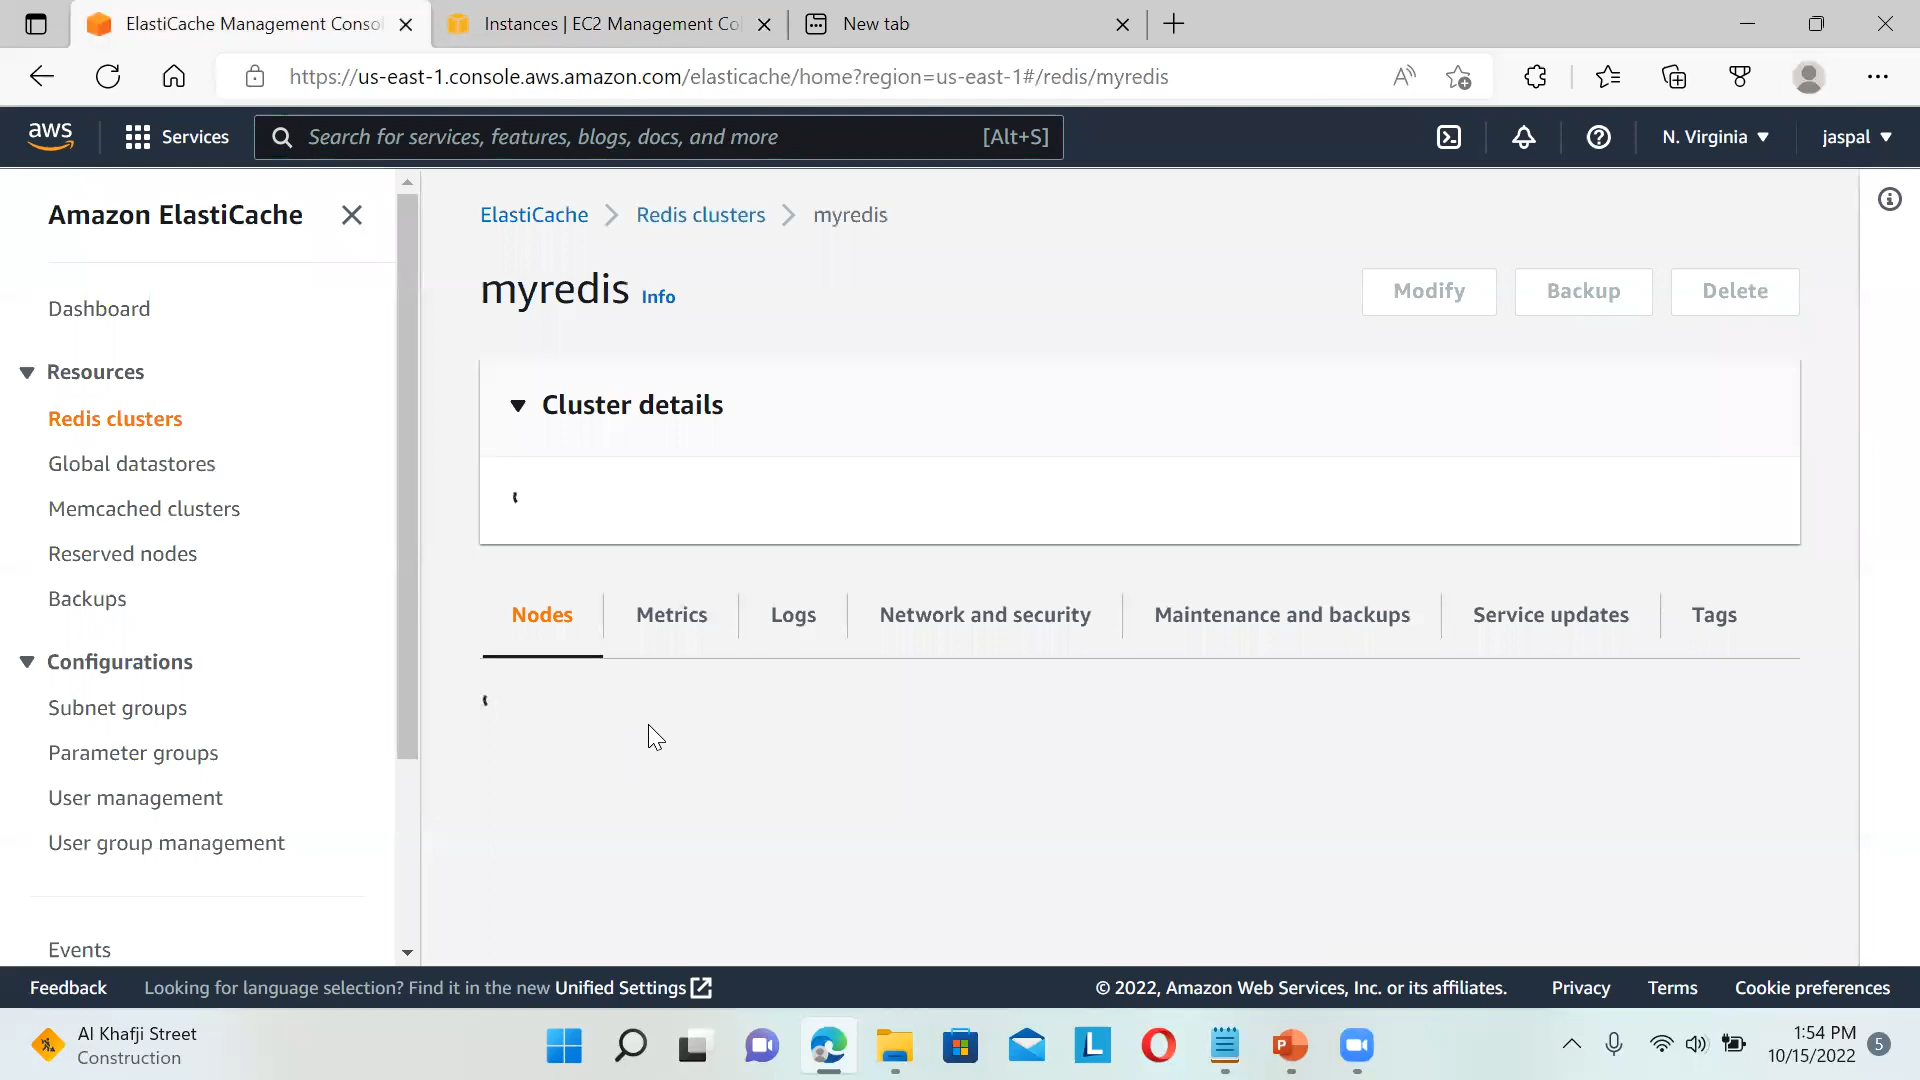 ElastiCache Management Conso
Instances | EC2 Management Co
New tab
https://us-east-1.console.aws.amazon.com/elasticache/home?region=us-east-1#/redis/myredis
aws
Services
Search for services, features, blogs, docs, and more
[Alt+S]
N. Virginia
jaspal
Amazon ElastiCache
Dashboard
Resources
Redis clusters
Global datastores
Memcached clusters
Reserved nodes
Backups
Configurations
Subnet groups
Parameter groups
User management
User group management
Events
ElastiCache
Redis clusters
myredis
myredis Info
Modify
Backup
Delete
Cluster details
Nodes
Metrics
Logs
Network and security
Maintenance and backups
Service updates
Tags
Feedback
Looking for language selection? Find it in the new Unified Settings
© 2022, Amazon Web Services, Inc. or its affiliates.
Privacy
Terms
Cookie preferences
Al Khafji Street
Construction
L
P
1:54 PM
10/15/2022
5